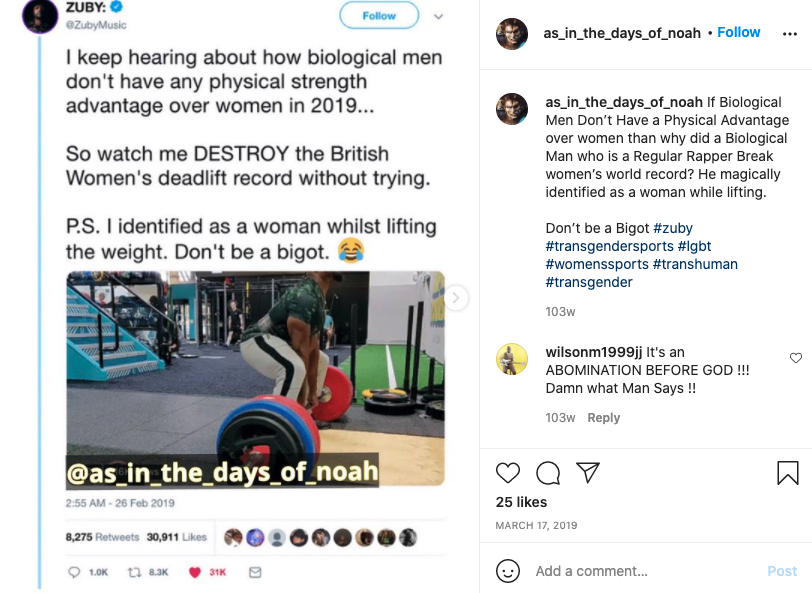 ZUBY:
@ZubyMusic
Follow
I keep hearing about how biological men
don't have any physical strength
advantage over women in 2019...
So watch me DESTROY the British
Women's deadlift record without trying.
P.S. I identified as a woman whilst lifting
the weight. Don't be a bigot. 😂
@as_in_the_days_of_noah
2:55 AM - 26 Feb 2019
8,275 Retweets 30,911 Likes
1.0K 8.3K 31K
as_in_the_days_of_noah • Follow
as_in_the_days_of_noah If Biological
Men Don't Have a Physical Advantage
over women than why did a Biological
Man who is a Regular Rapper Break
women's world record? He magically
identified as a woman while lifting.
Don't be a Bigot #zuby
#transgendersports #lgbt
#womenssports #transhuman
#transgender
103w
wilsonm1999jj It's an
ABOMINATION BEFORE GOD !!!
Damn what Man Says !!
103w Reply
25 likes
MARCH 17, 2019
Add a comment...
Post